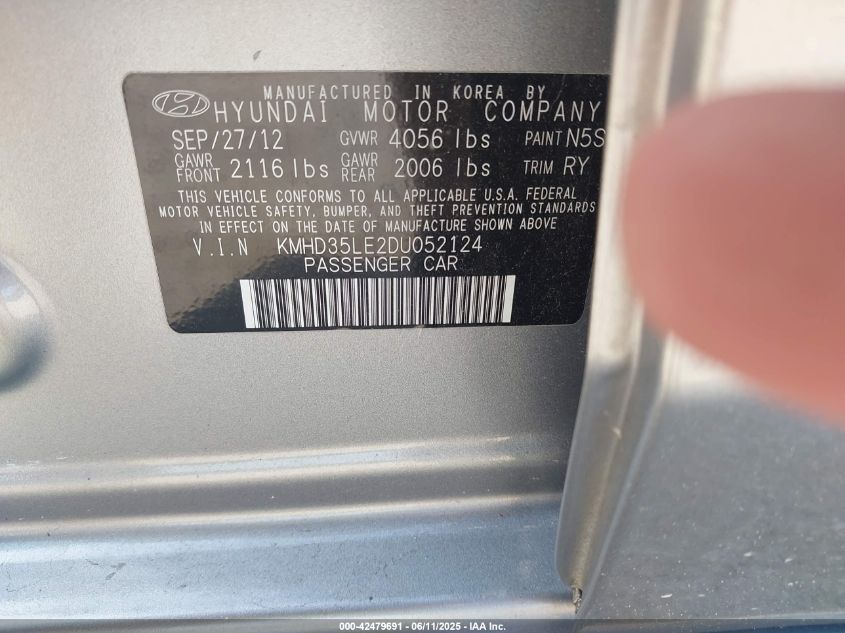 MANUFACTURED IN KOREA BY
HYUNDAI MOTOR COMPANY
SEP/27/12 GVWR 4056 lbs PAINT N5S
GAWR FRONT 2116 lbs GAWR REAR 2006 lbs TRIM RY
THIS VEHICLE CONFORMS TO ALL APPLICABLE U.S.A. FEDERAL
MOTOR VEHICLE SAFETY, BUMPER, AND THEFT PREVENTION STANDARDS
IN EFFECT ON THE DATE OF MANUFACTURE SHOWN ABOVE
V.I.N KMHD35LE2DU052124
PASSENGER CAR
000-42479691 - 06/11/2025 - IAA Inc.